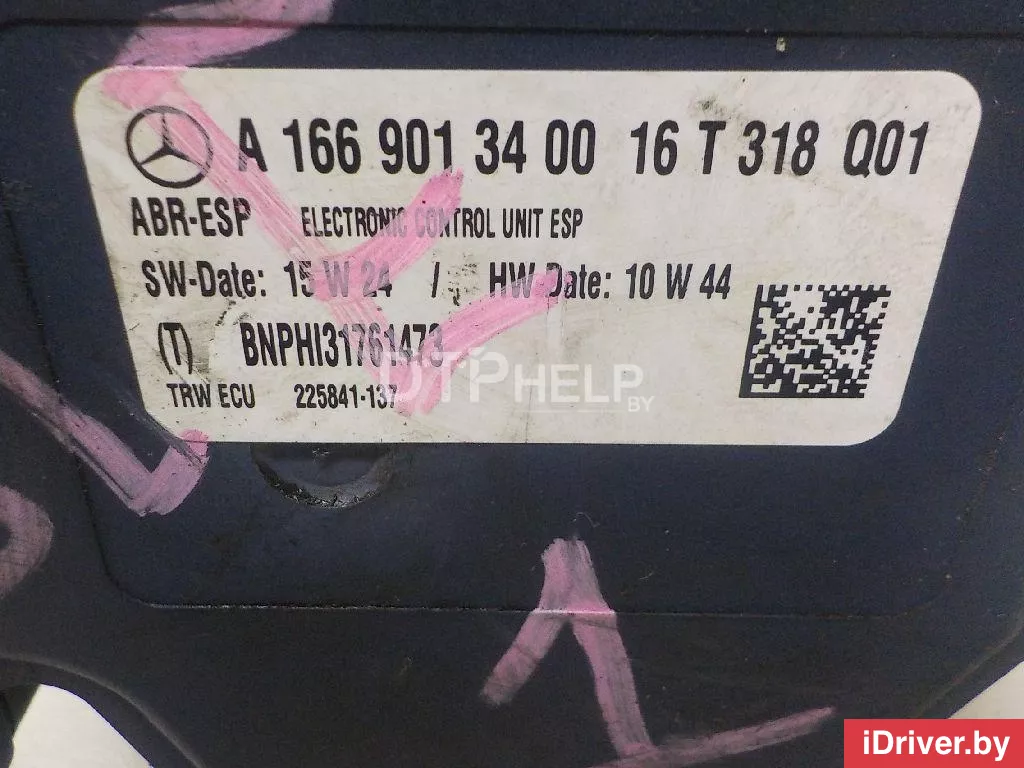 A 166 901 34 00 16 T 318 Q01
ABR-ESP ELECTRONIC CONTROL UNIT ESP
SW-Date: 15 W 24 / HW-Date: 10 W 44
(T) BNPHI31761473
TRW ECU 225841-137
DTPHELP.BY
iDriver.by